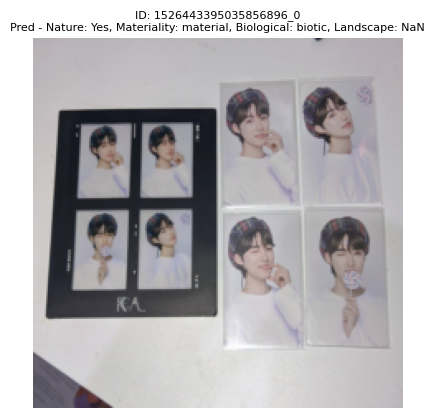 ID: 1526443395035856896_0
Pred - Nature: Yes, Materiality: material, Biological: biotic, Landscape: NaN